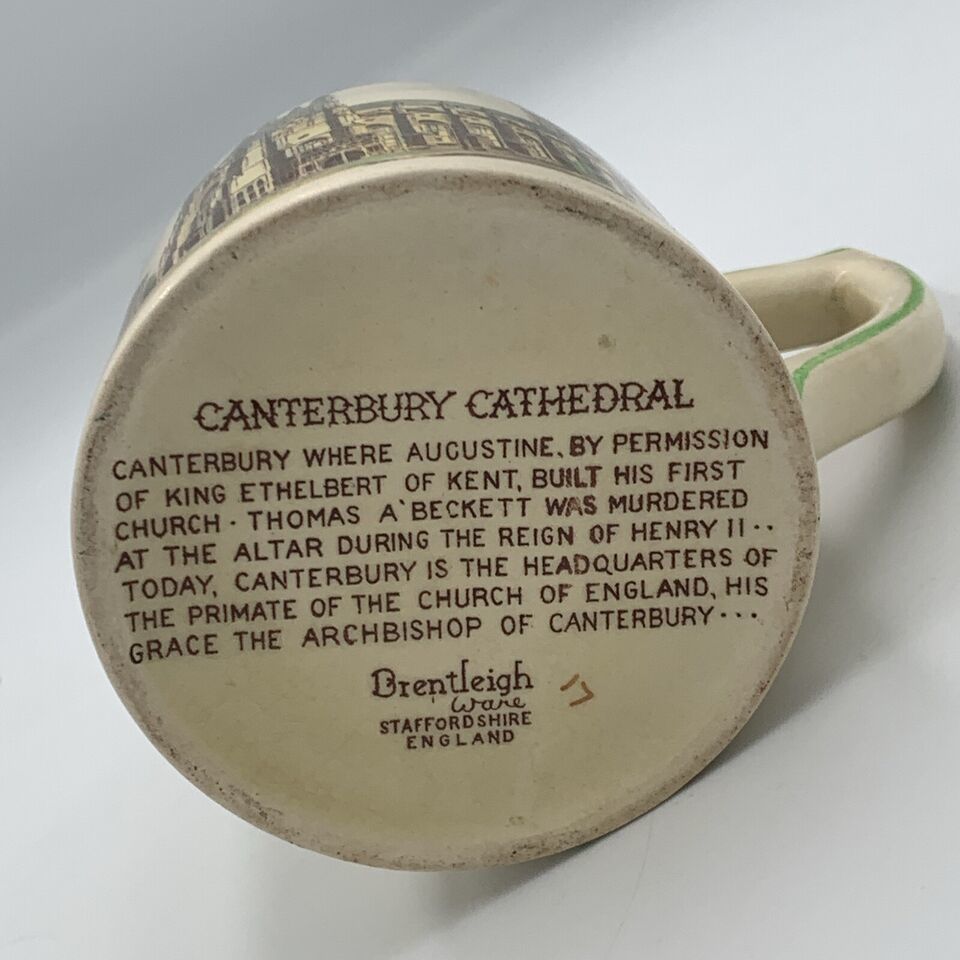 CANTERBURY CATHEDRAL
CANTERBURY WHERE AUGUSTINE, BY PERMISSION
OF KING ETHELBERT OF KENT, BUILT HIS FIRST
CHURCH · THOMAS A'BECKETT WAS MURDERED
AT THE ALTAR DURING THE REIGN OF HENRY II··
TODAY, CANTERBURY IS THE HEADQUARTERS OF
THE PRIMATE OF THE CHURCH OF ENGLAND, HIS
GRACE THE ARCHBISHOP OF CANTERBURY···
Brentleigh
Ware
STAFFORDSHIRE
ENGLAND